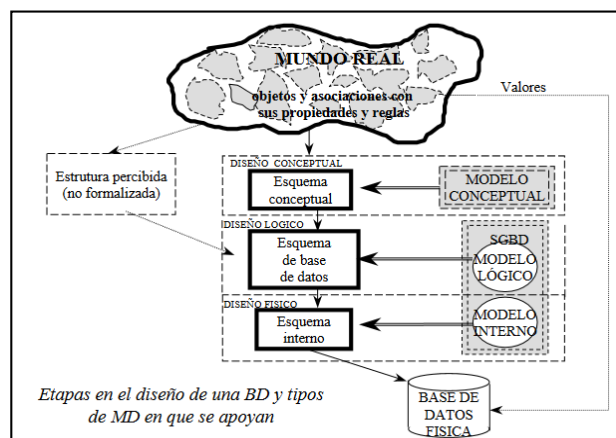 MUNDO REAL
objetos y asociaciones con
sus propiedades y reglas
Valores
Estrutura percibida
(no formalizada)
DISEÑO CONCEPTUAL
Esquema
conceptual
MODELO
CONCEPTUAL
DISEÑO LOGICO
Esquema
de base
de datos
SGBD
MODELO
LÓGICO
DISEÑO FISICO
Esquema
interno
MODELO
INTERNO
Etapas en el diseño de una BD y tipos
de MD en que se apoyan
BASE DE
DATOS
FISICA